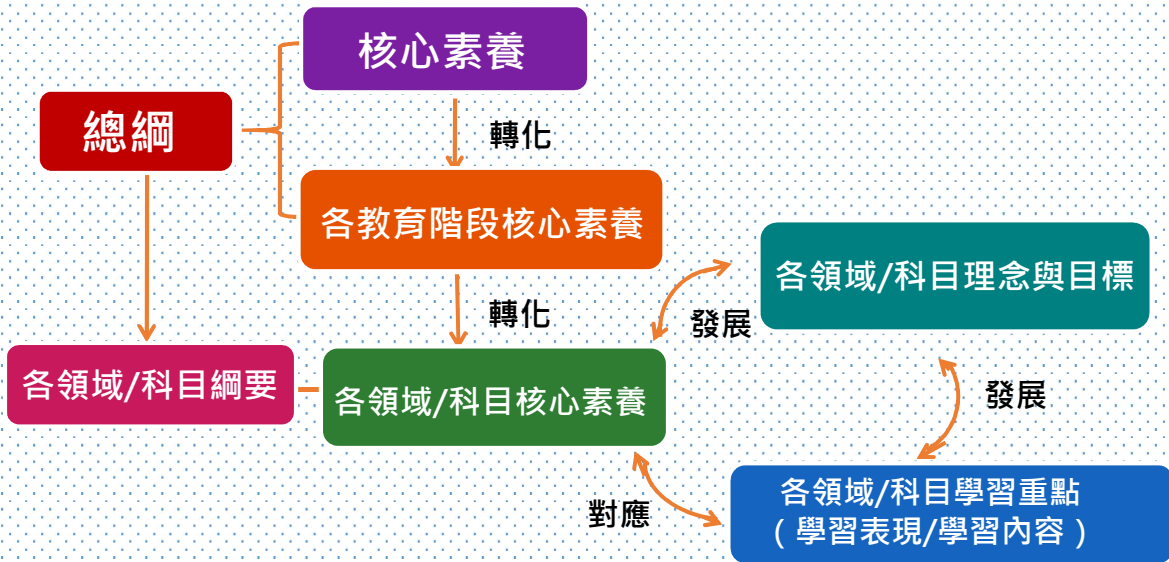 核心素養
總綱
轉化
各教育階段核心素養
各領域/科目理念與目標
轉化
發展
各領域/科目綱要
各領域/科目核心素養
發展
各領域/科目學習重點
（學習表現/學習內容）
對應